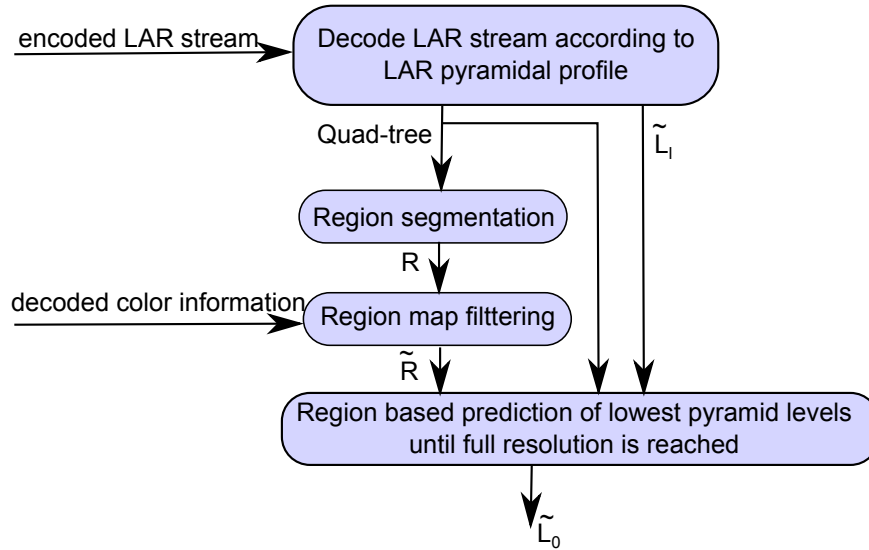 encoded LAR stream
Decode LAR stream according to
LAR pyramidal profile
Quad-tree
L̃ₗ
Region segmentation
R
decoded color information
Region map filttering
R̃
Region based prediction of lowest pyramid levels
until full resolution is reached
L̃₀